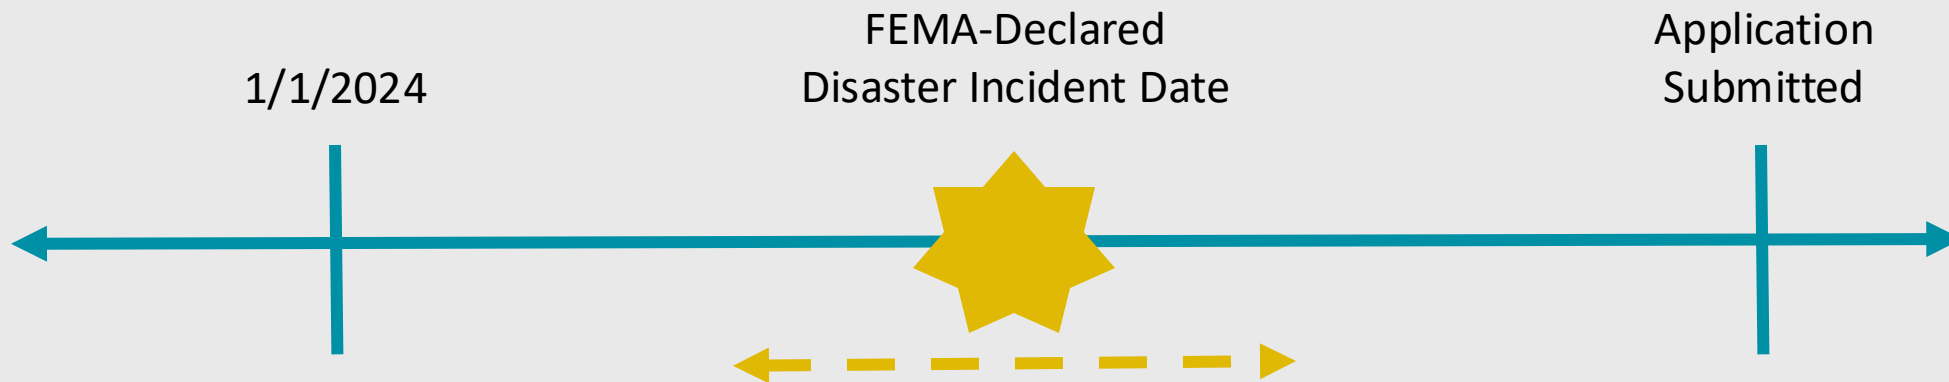 1/1/2024
FEMA-Declared
Disaster Incident Date
Application
Submitted